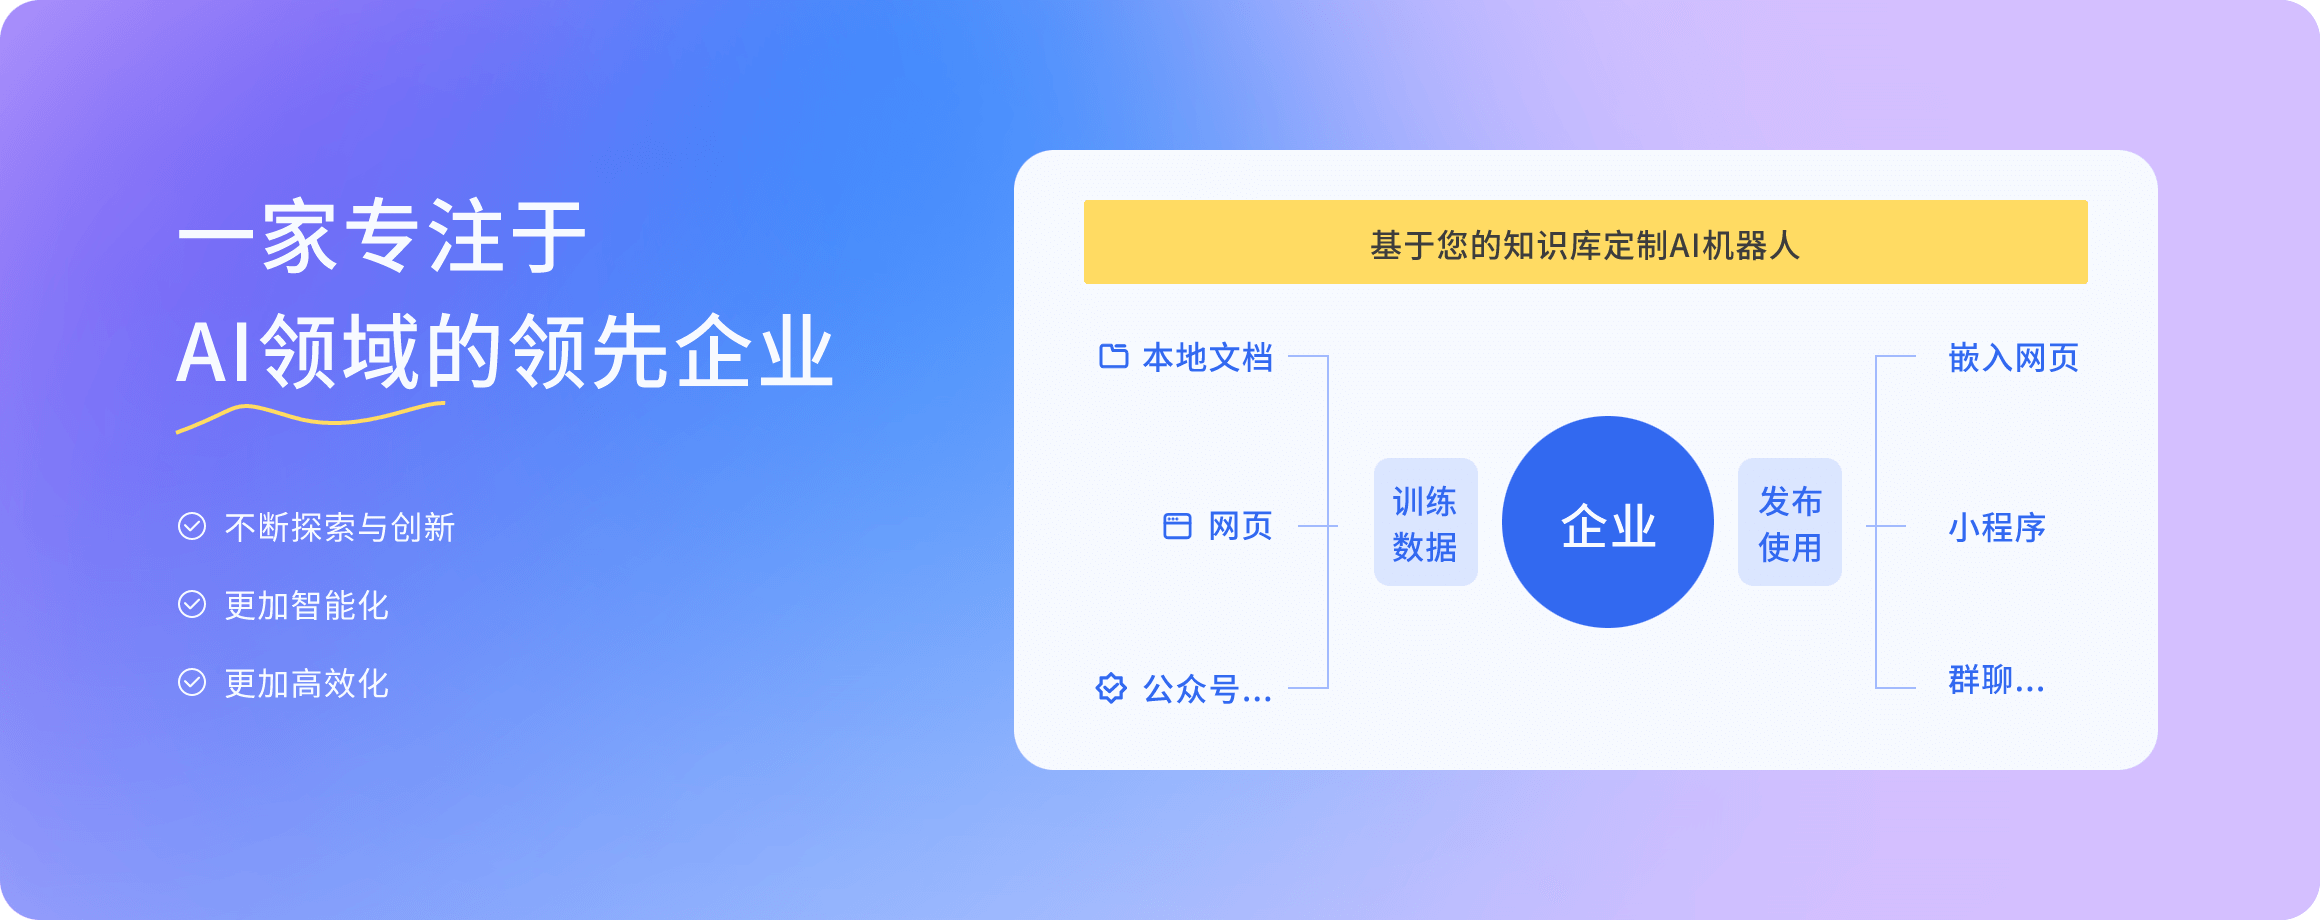 一家专注于
AI领域的领先企业
不断探索与创新
更加智能化
更加高效化
基于您的知识库定制AI机器人
本地文档
网页
公众号...
训练
数据
企业
发布
使用
嵌入网页
小程序
群聊...